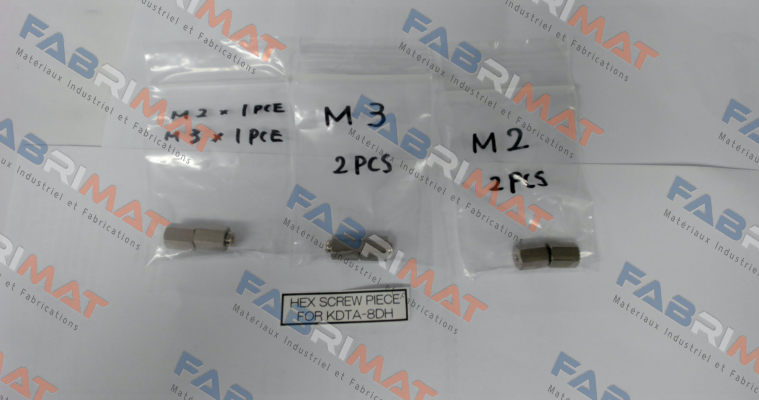 M2 × 1 PCE
M3 × 1 PCE
M3
2 PCS
M2
2 PCS
HEX SCREW PIECE
FOR KDTA-8DH
FABRIMAT
Materiaux Industriel et Fabrications